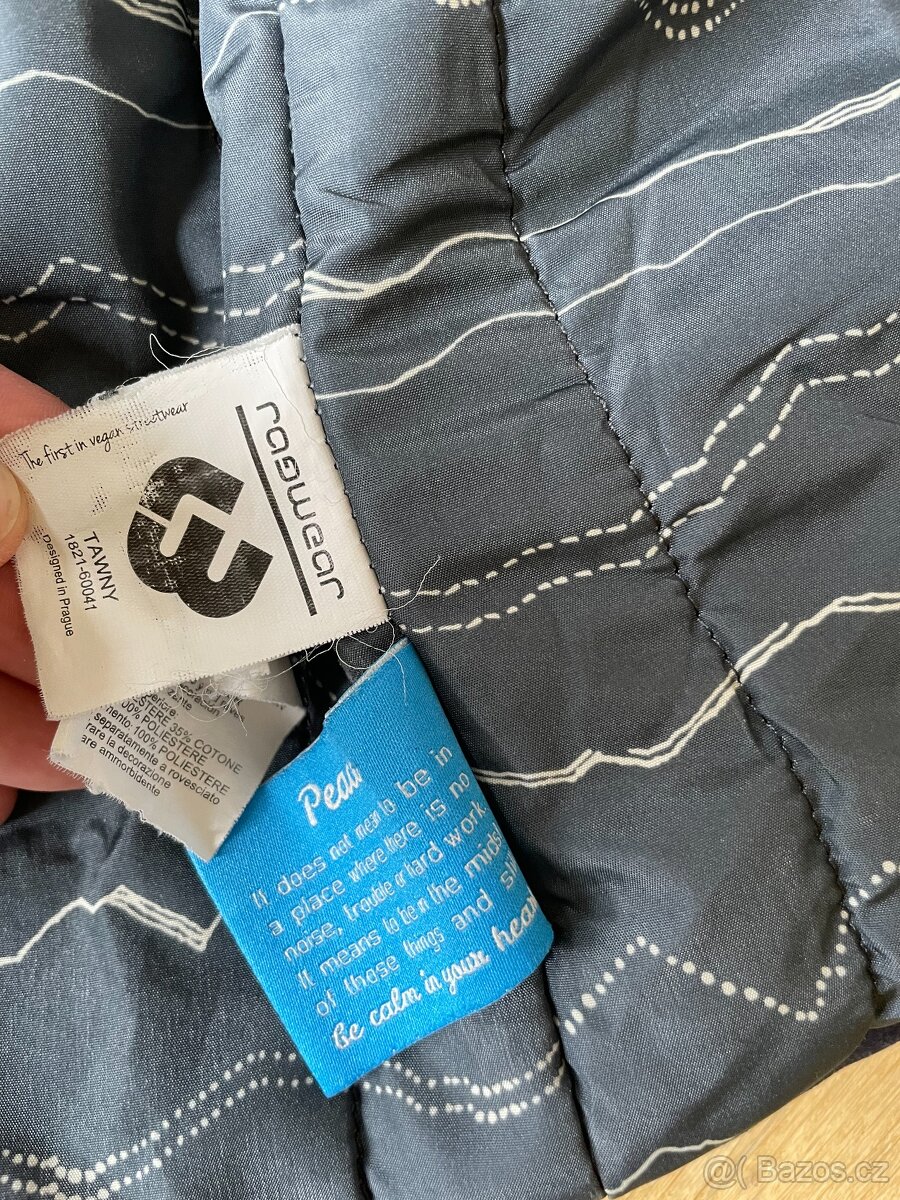 ragwear
The first in vegan streetwear
TAWNY
1821-60041
Designed in Prague
35% COTONE
100% POLIESTERE
separatamente a rovesciato
la decorazione
ammorbidente
It does not mean to be in
a place where there is no
noise, trouble or hard work.
It means to be in the midst
of those things and still
be calm in your heart
@( Bazos.cz